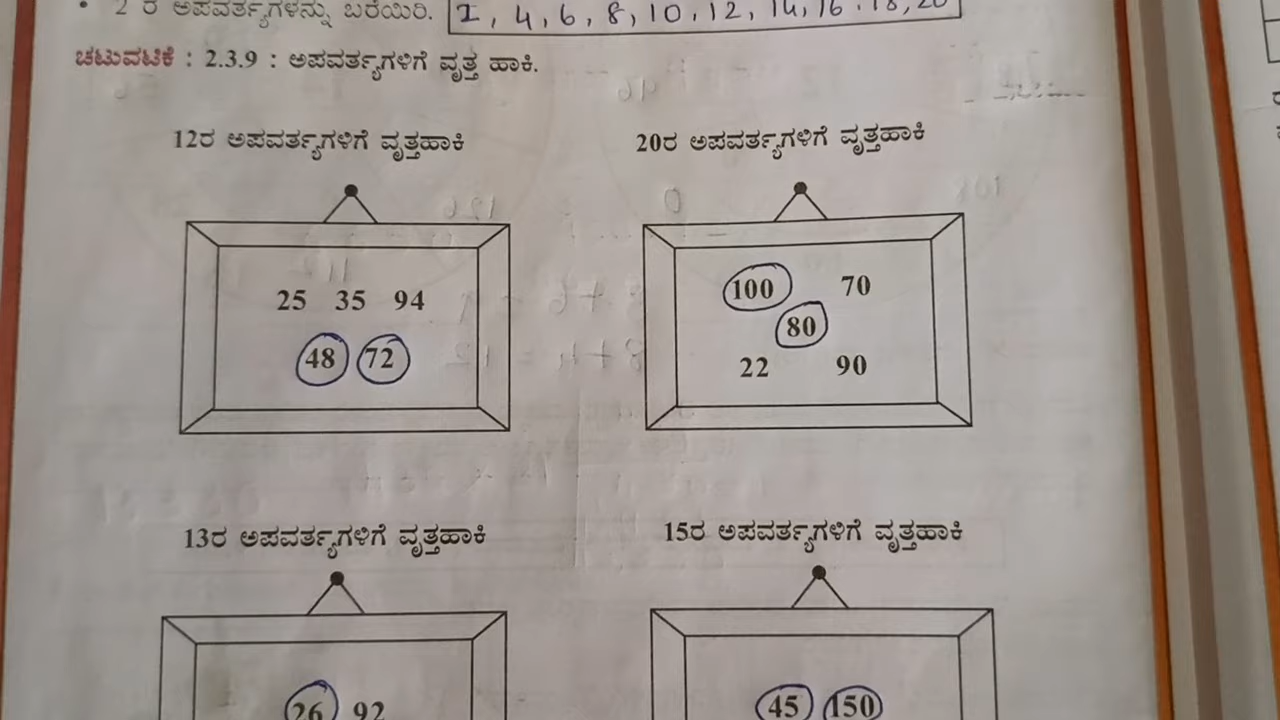 • 2 ರ ಅಪವರ್ತ್ಯಗಳನ್ನು ಬರೆಯಿರಿ. 2, 4, 6, 8, 10, 12, 14, 16, 18, 20
ಚಟುವಟಿಕೆ : 2.3.9 : ಅಪವರ್ತ್ಯಗಳಿಗೆ ವೃತ್ತ ಹಾಕಿ.
12ರ ಅಪವರ್ತ್ಯಗಳಿಗೆ ವೃತ್ತಹಾಕಿ
25 35 94
48 72
20ರ ಅಪವರ್ತ್ಯಗಳಿಗೆ ವೃತ್ತಹಾಕಿ
100 70
80
22 90
13ರ ಅಪವರ್ತ್ಯಗಳಿಗೆ ವೃತ್ತಹಾಕಿ
26 92
15ರ ಅಪವರ್ತ್ಯಗಳಿಗೆ ವೃತ್ತಹಾಕಿ
45 150